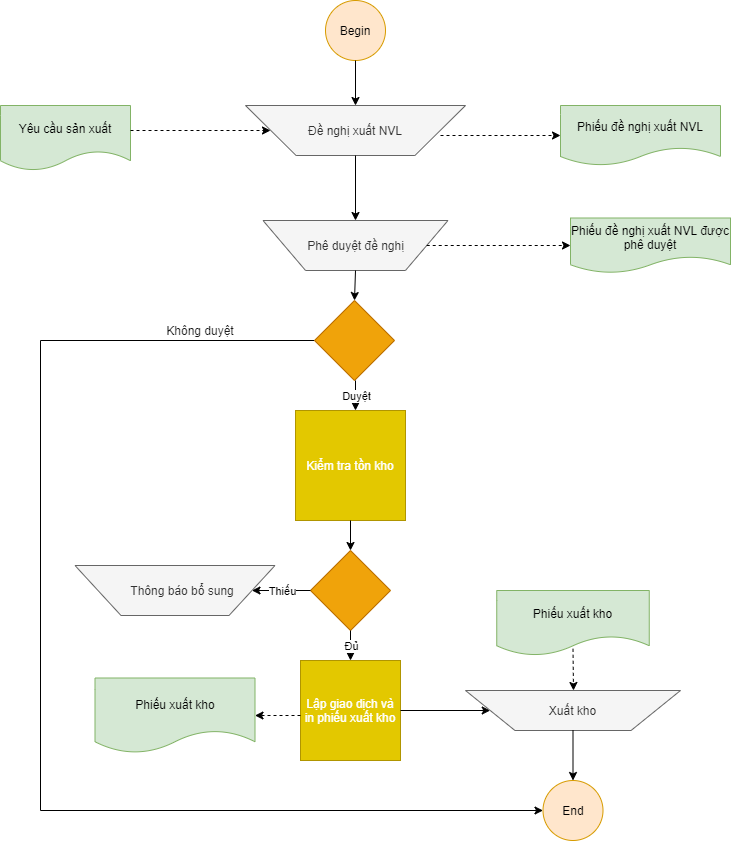 Begin
Yêu cầu sản xuất
Đề nghị xuất NVL
Phiếu đề nghị xuất NVL
Phê duyệt đề nghị
Phiếu đề nghị xuất NVL được
phê duyệt
Không duyệt
Duyệt
Kiểm tra tồn kho
Thông báo bổ sung
Thiếu
Phiếu xuất kho
Đủ
Phiếu xuất kho
Lập giao dịch và
in phiếu xuất kho
Xuất kho
End